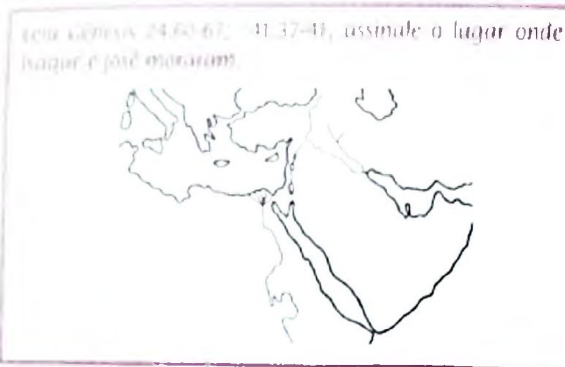 Leia Gênesis 24.60-67; 41.37-41, assinale o lugar onde
Isaque e José moraram.